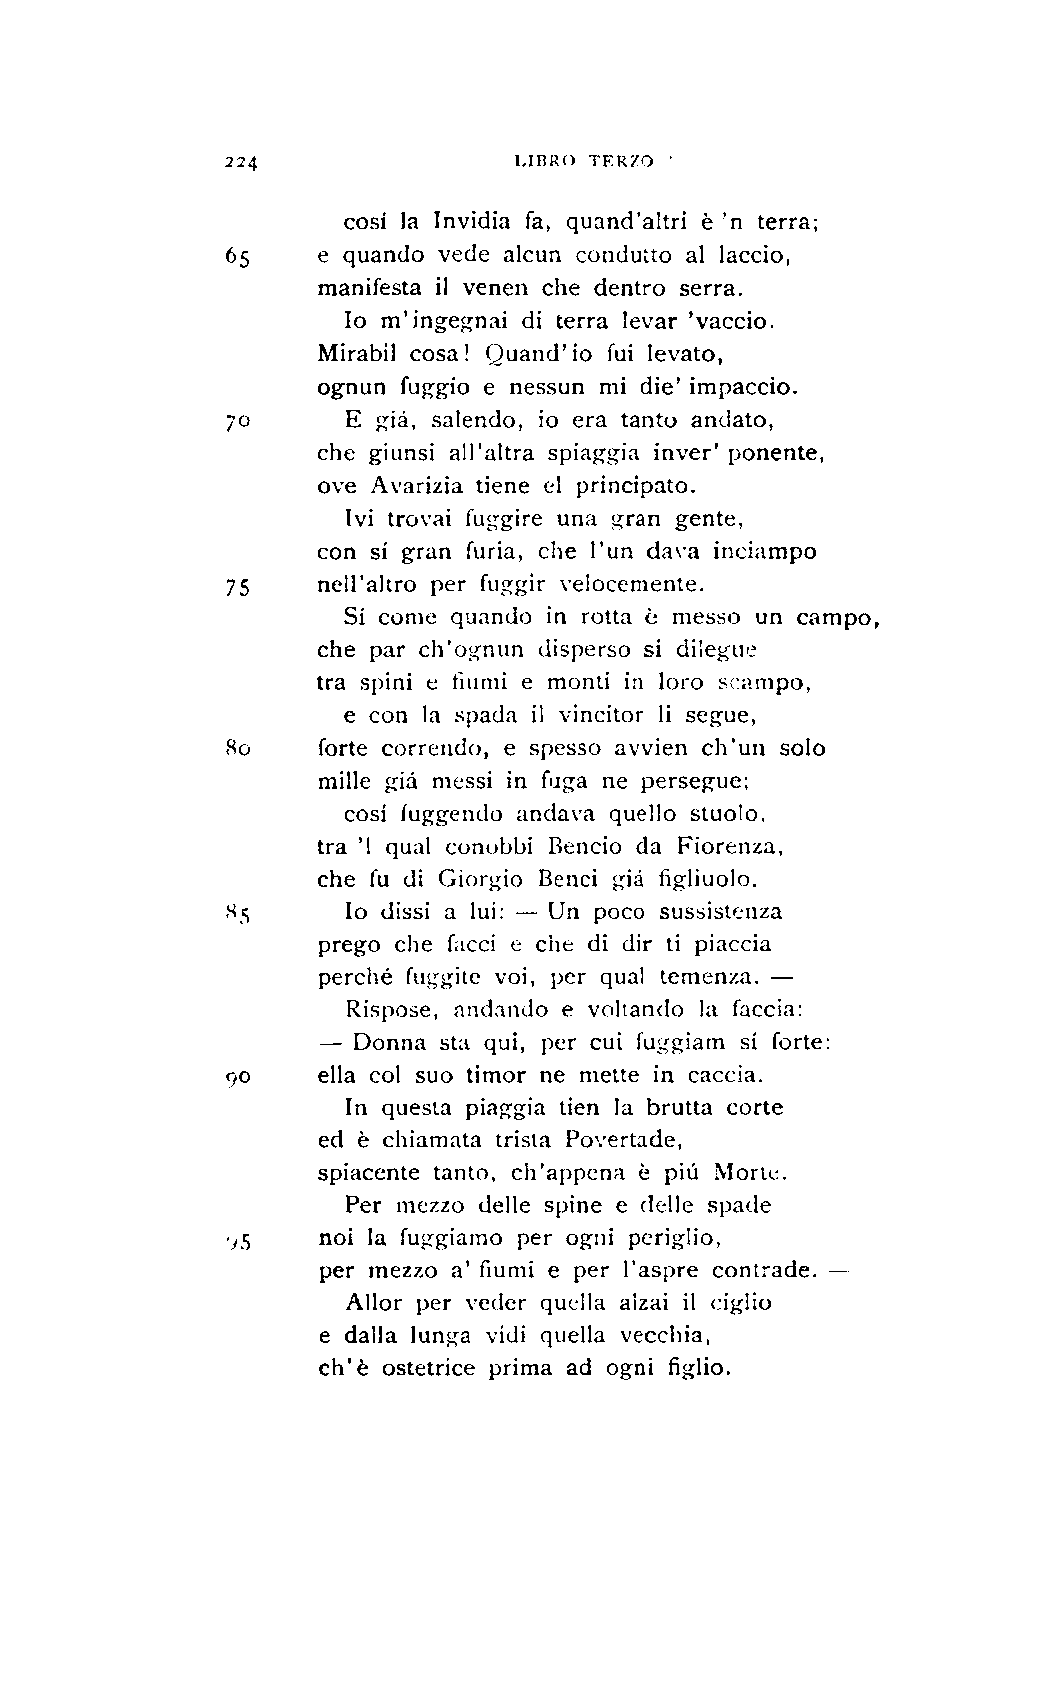 224 LIBRO TERZO
cosí la Invidia fa, quand'altri è 'n terra;
65 e quando vede alcun condutto al laccio,
manifesta il venen che dentro serra.
Io m'ingegnai di terra levar 'vaccio.
Mirabil cosa! Quand'io fui levato,
ognun fuggio e nessun mi die' impaccio.
70 E giá, salendo, io era tanto andato,
che giunsi all'altra spiaggia inver' ponente,
ove Avarizia tiene el principato.
Ivi trovai fuggire una gran gente,
con sí gran furia, che l'un dava inciampo
75 nell'altro per fuggir velocemente.
Sí come quando in rotta è messo un campo,
che par ch'ognun disperso si dilegue
tra spini e fiumi e monti in loro scampo,
e con la spada il vincitor li segue,
80 forte correndo, e spesso avvien ch'un solo
mille giá messi in fuga ne persegue;
cosí fuggendo andava quello stuolo,
tra 'l qual conobbi Bencio da Fiorenza,
che fu di Giorgio Benci giá figliuolo.
85 Io dissi a lui: — Un poco sussistenza
prego che facci e che di dir ti piaccia
perché fuggite voi, per qual temenza. —
Rispose, andando e voltando la faccia:
— Donna sta qui, per cui fuggiam sí forte:
90 ella col suo timor ne mette in caccia.
In questa piaggia tien la brutta corte
ed è chiamata trista Povertade,
spiacente tanto, ch'appena è piú Morte.
Per mezzo delle spine e delle spade
95 noi la fuggiamo per ogni periglio,
per mezzo a' fiumi e per l'aspre contrade. —
Allor per veder quella alzai il ciglio
e dalla lunga vidi quella vecchia,
ch'è ostetrice prima ad ogni figlio.